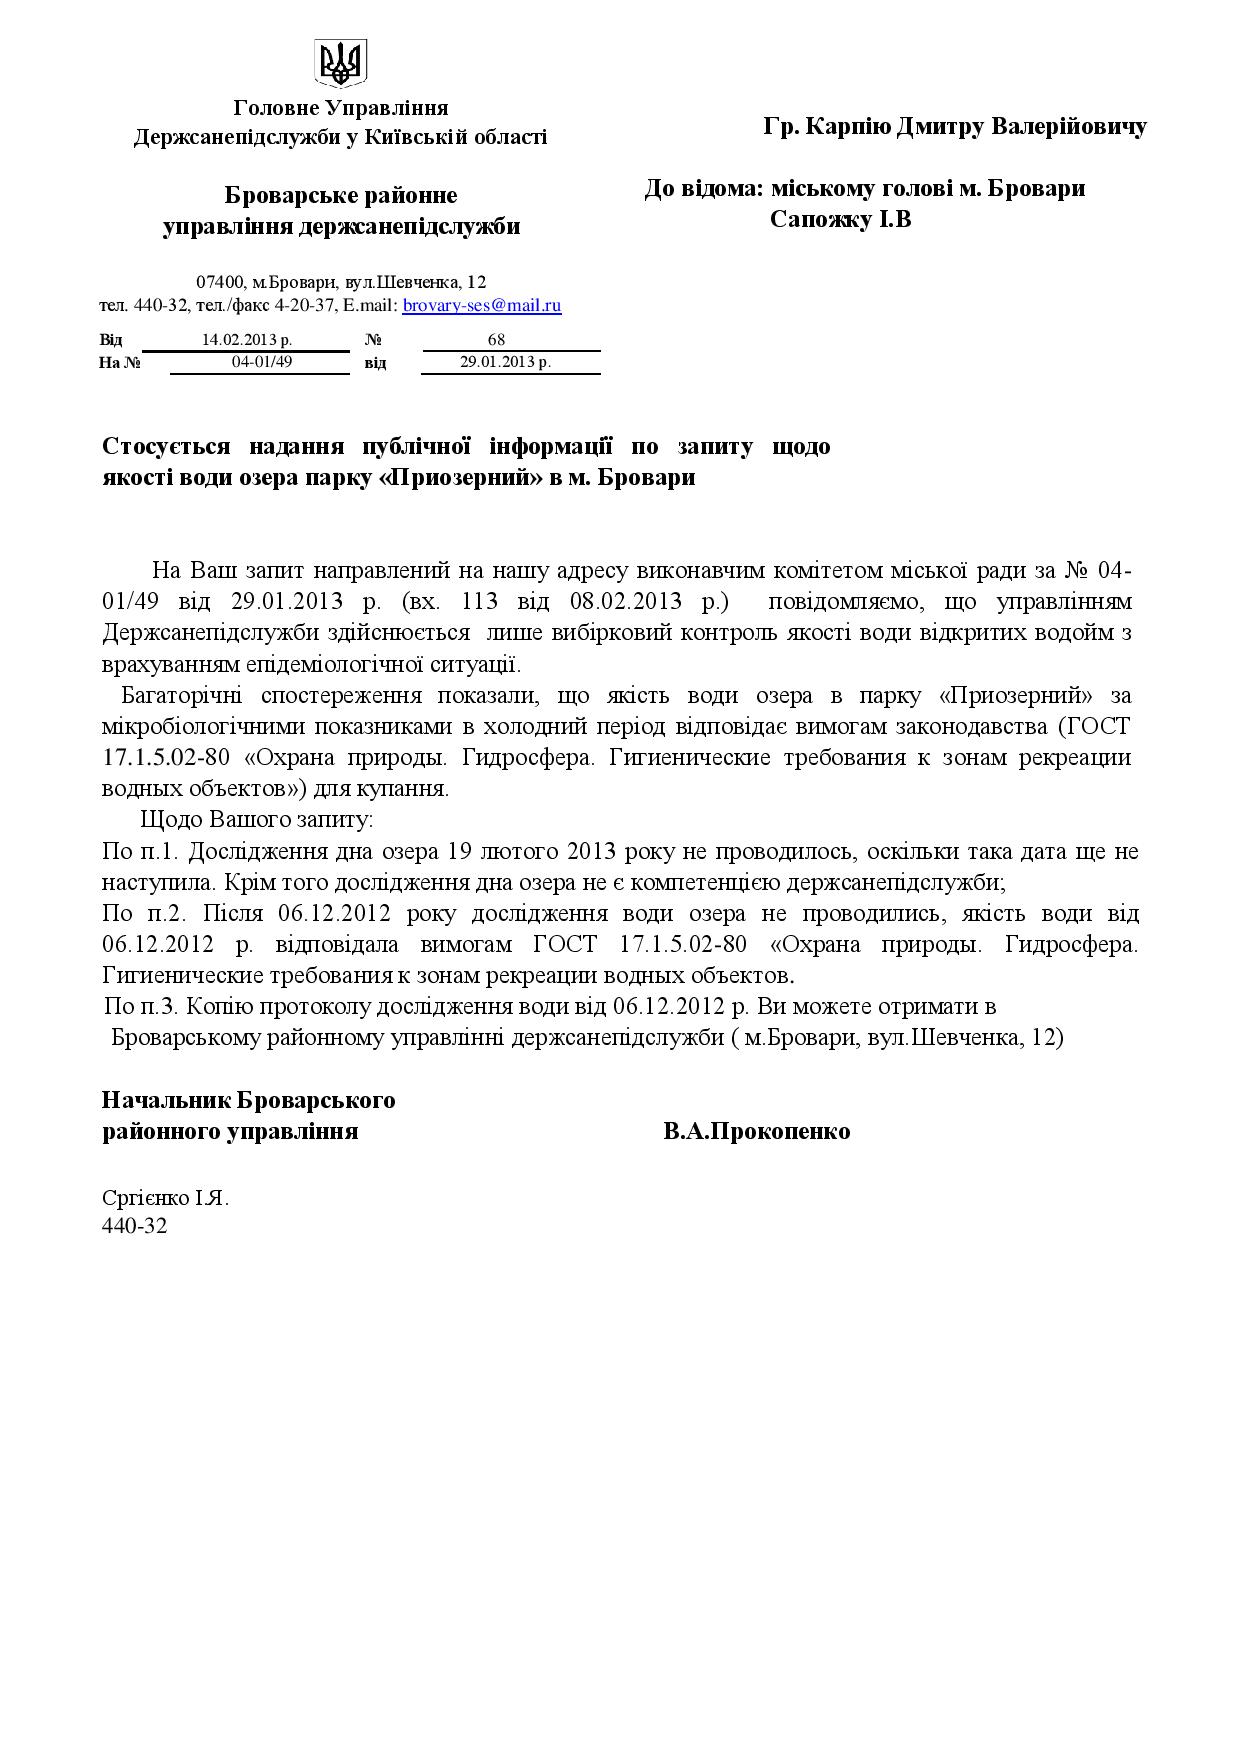 Головне Управління
Держсанепідслужби у Київській області
Гр. Карпію Дмитру Валерійовичу
Броварське районне
управління держсанепідслужби
До відома: міському голові м. Бровари
Сапожку І.В
07400, м.Бровари, вул.Шевченка, 12
тел. 440-32, тел./факс 4-20-37, E.mail: brovary-ses@mail.ru
Від 14.02.2013 р. № 68
На № 04-01/49 від 29.01.2013 р.
Стосується надання публічної інформації по запиту щодо
якості води озера парку «Приозерний» в м. Бровари
На Ваш запит направлений на нашу адресу виконавчим комітетом міської ради за № 04-
01/49 від 29.01.2013 р. (вх. 113 від 08.02.2013 р.) повідомляємо, що управлінням
Держсанепідслужби здійснюється лише вибірковий контроль якості води відкритих водойм з
врахуванням епідеміологічної ситуації.
Багаторічні спостереження показали, що якість води озера в парку «Приозерний» за
мікробіологічними показниками в холодний період відповідає вимогам законодавства (ГОСТ
17.1.5.02-80 «Охрана природы. Гидросфера. Гигиенические требования к зонам рекреации
водных объектов») для купання.
Щодо Вашого запиту:
По п.1. Дослідження дна озера 19 лютого 2013 року не проводилось, оскільки така дата ще не
наступила. Крім того дослідження дна озера не є компетенцією держсанепідслужби;
По п.2. Після 06.12.2012 року дослідження води озера не проводились, якість води від
06.12.2012 р. відповідала вимогам ГОСТ 17.1.5.02-80 «Охрана природы. Гидросфера.
Гигиенические требования к зонам рекреации водных объектов.
По п.3. Копію протоколу дослідження води від 06.12.2012 р. Ви можете отримати в
Броварському районному управлінні держсанепідслужби ( м.Бровари, вул.Шевченка, 12)
Начальник Броварського
районного управління В.А.Прокопенко
Сргієнко І.Я.
440-32